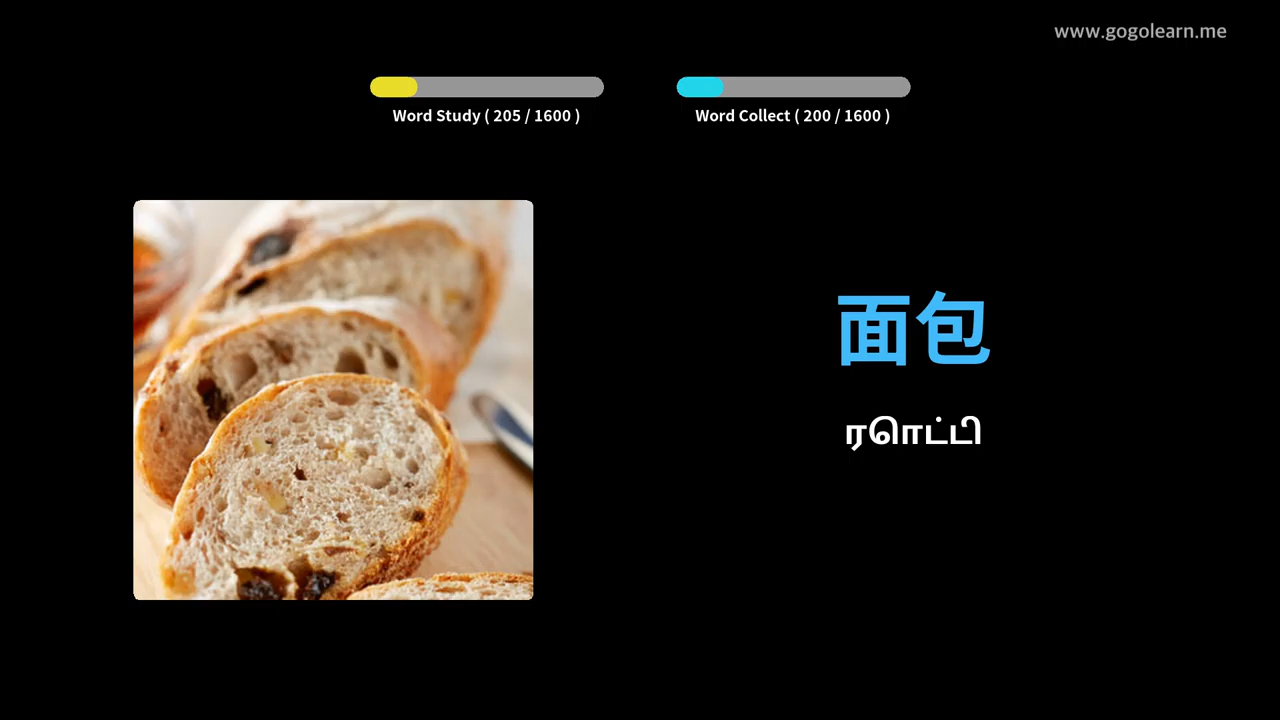 www.gogolearn.me
Word Study ( 205 / 1600 )
Word Collect ( 200 / 1600 )
面包
ரொட்டி